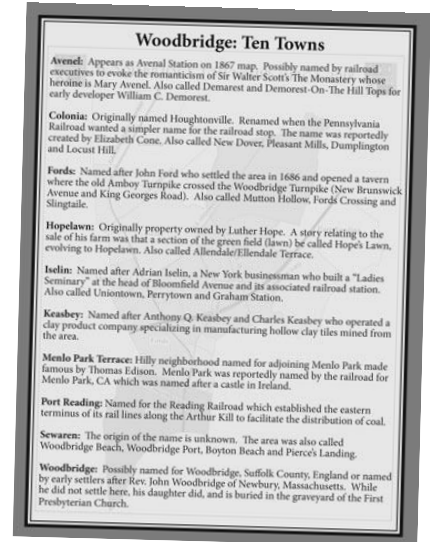 Woodbridge: Ten Towns
Avenel: Appears as Avenal Station on 1867 map. Possibly named by railroad
executives to evoke the romanticism of Sir Walter Scott's The Monastery whose
heroine is Mary Avenel. Also called Demarest and Demorest-On-The Hill Tops for
early developer William C. Demorest.
Colonia: Originally named Houghtonville. Renamed when the Pennsylvania
Railroad wanted a simpler name for the railroad stop. The name was reportedly
created by Elizabeth Cone. Also called New Dover, Pleasant Mills, Dumplington
and Locust Hill.
Fords: Named after John Ford who settled the area in 1686 and opened a tavern
where the old Amboy Turnpike crossed the Woodbridge Turnpike (New Brunswick
Avenue and King Georges Road). Also called Mutton Hollow, Fords Crossing and
Slingtaile.
Hopelawn: Originally property owned by Luther Hope. A story relating to the
sale of his farm was that a section of the green field (lawn) be called Hope's Lawn,
evolving to Hopelawn. Also called Allendale/Ellendale Terrace.
Iselin: Named after Adrian Iselin, a New York businessman who built a "Ladies
Seminary" at the head of Bloomfield Avenue and its associated railroad station.
Also called Uniontown, Perrytown and Graham Station.
Keasbey: Named after Anthony Q. Keasbey and Charles Keasbey who operated a
clay product company specializing in manufacturing hollow clay tiles mined from
the area.
Menlo Park Terrace: Hilly neighborhood named for adjoining Menlo Park made
famous by Thomas Edison. Menlo Park was reportedly named by the railroad for
Menlo Park, CA which was named after a castle in Ireland.
Port Reading: Named for the Reading Railroad which established the eastern
terminus of its rail lines along the Arthur Kill to facilitate the distribution of coal.
Sewaren: The origin of the name is unknown. The area was also called
Woodbridge Beach, Woodbridge Port, Boyton Beach and Pierce's Landing.
Woodbridge: Possibly named for Woodbridge, Suffolk County, England or named
by early settlers after Rev. John Woodbridge of Newbury, Massachusetts. While
he did not settle here, his daughter did, and is buried in the graveyard of the First
Presbyterian Church.